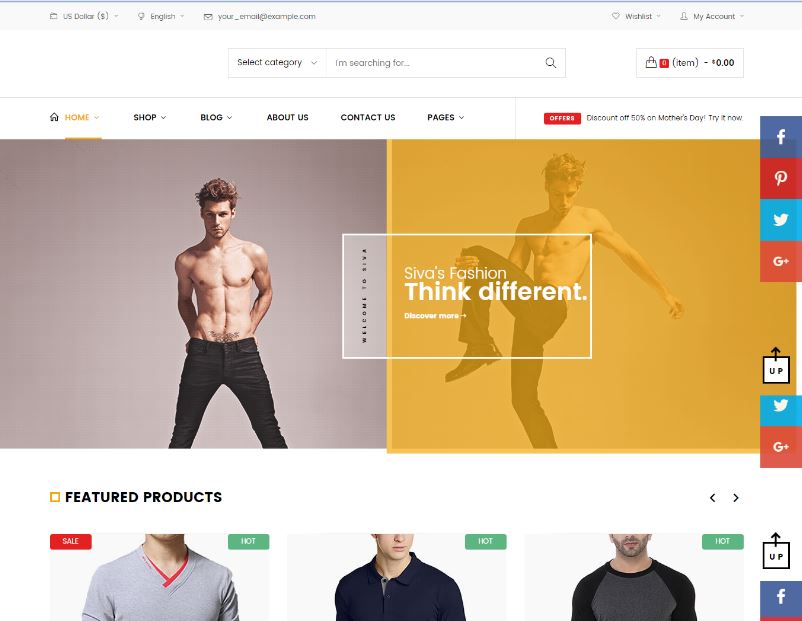 US Dollar ($)
English
your_email@example.com
Wishlist
My Account
Select category
I'm searching for...
0 (item) - $0.00
HOME
SHOP
BLOG
ABOUT US
CONTACT US
PAGES
OFFERS
Discount off 50% on Mother's Day! Try it now.
WELCOME TO SIVA
Siva's Fashion
Think different.
Discover more
UP
FEATURED PRODUCTS
SALE
HOT
HOT
HOT
UP